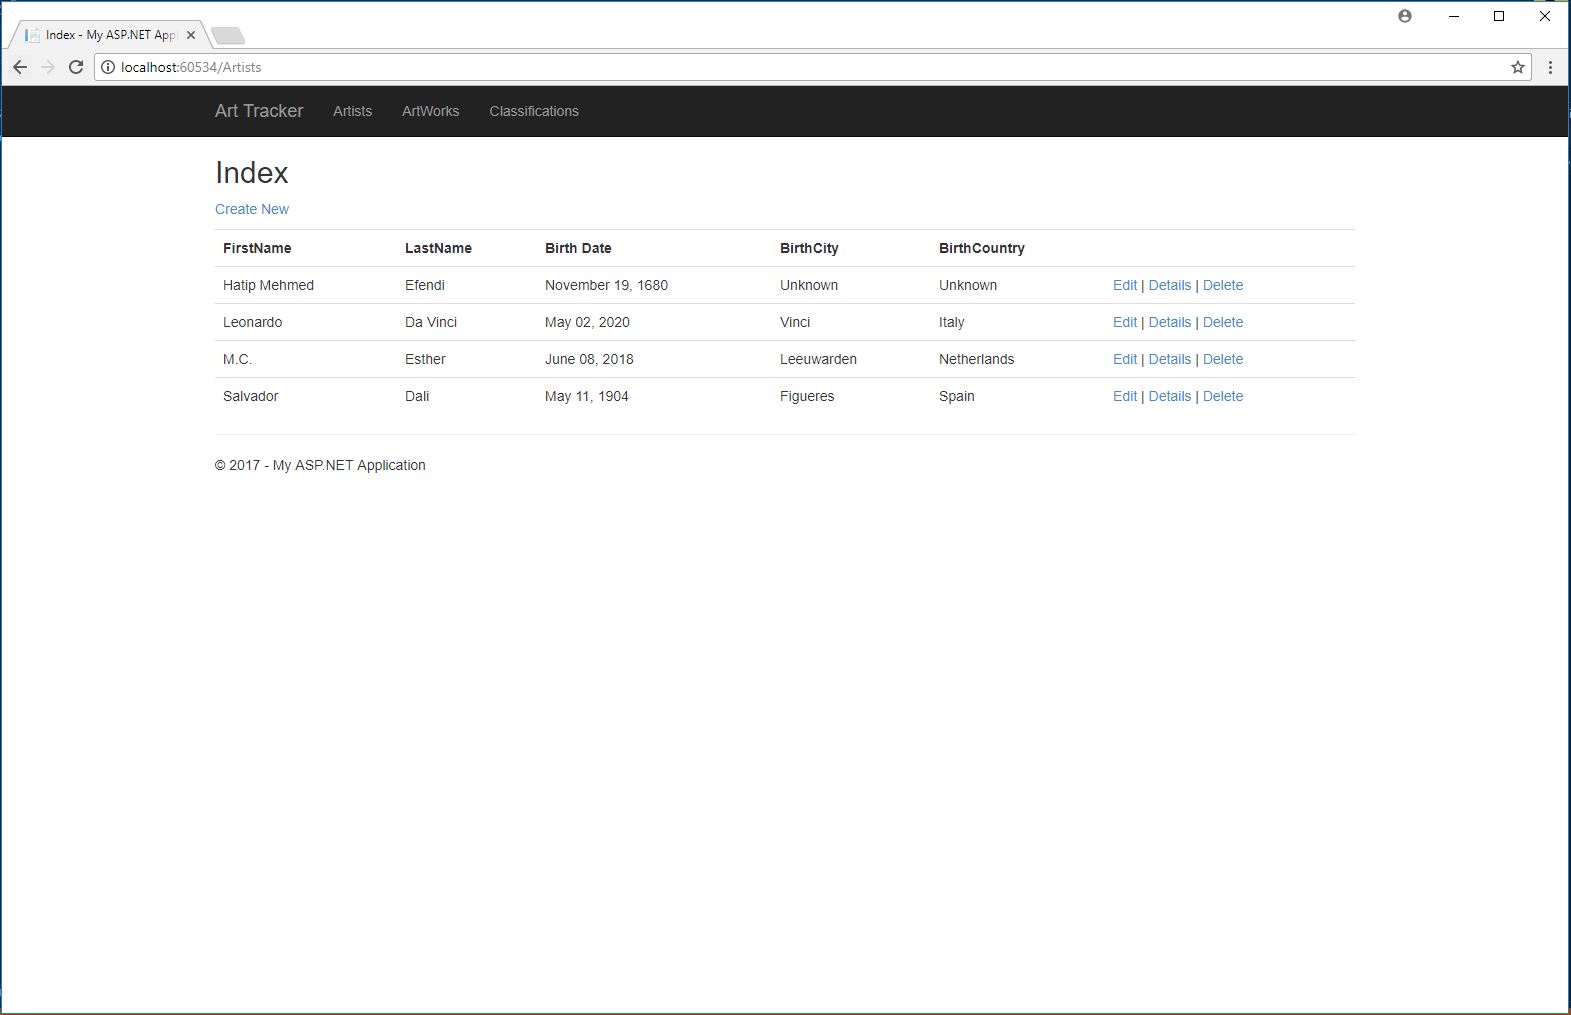 Index - My ASP.NET App
localhost:60534/Artists
Art Tracker Artists ArtWorks Classifications
Index
Create New
FirstName LastName Birth Date BirthCity BirthCountry
Hatip Mehmed Efendi November 19, 1680 Unknown Unknown Edit | Details | Delete
Leonardo Da Vinci May 02, 2020 Vinci Italy Edit | Details | Delete
M.C. Esther June 08, 2018 Leeuwarden Netherlands Edit | Details | Delete
Salvador Dali May 11, 1904 Figueres Spain Edit | Details | Delete
© 2017 - My ASP.NET Application